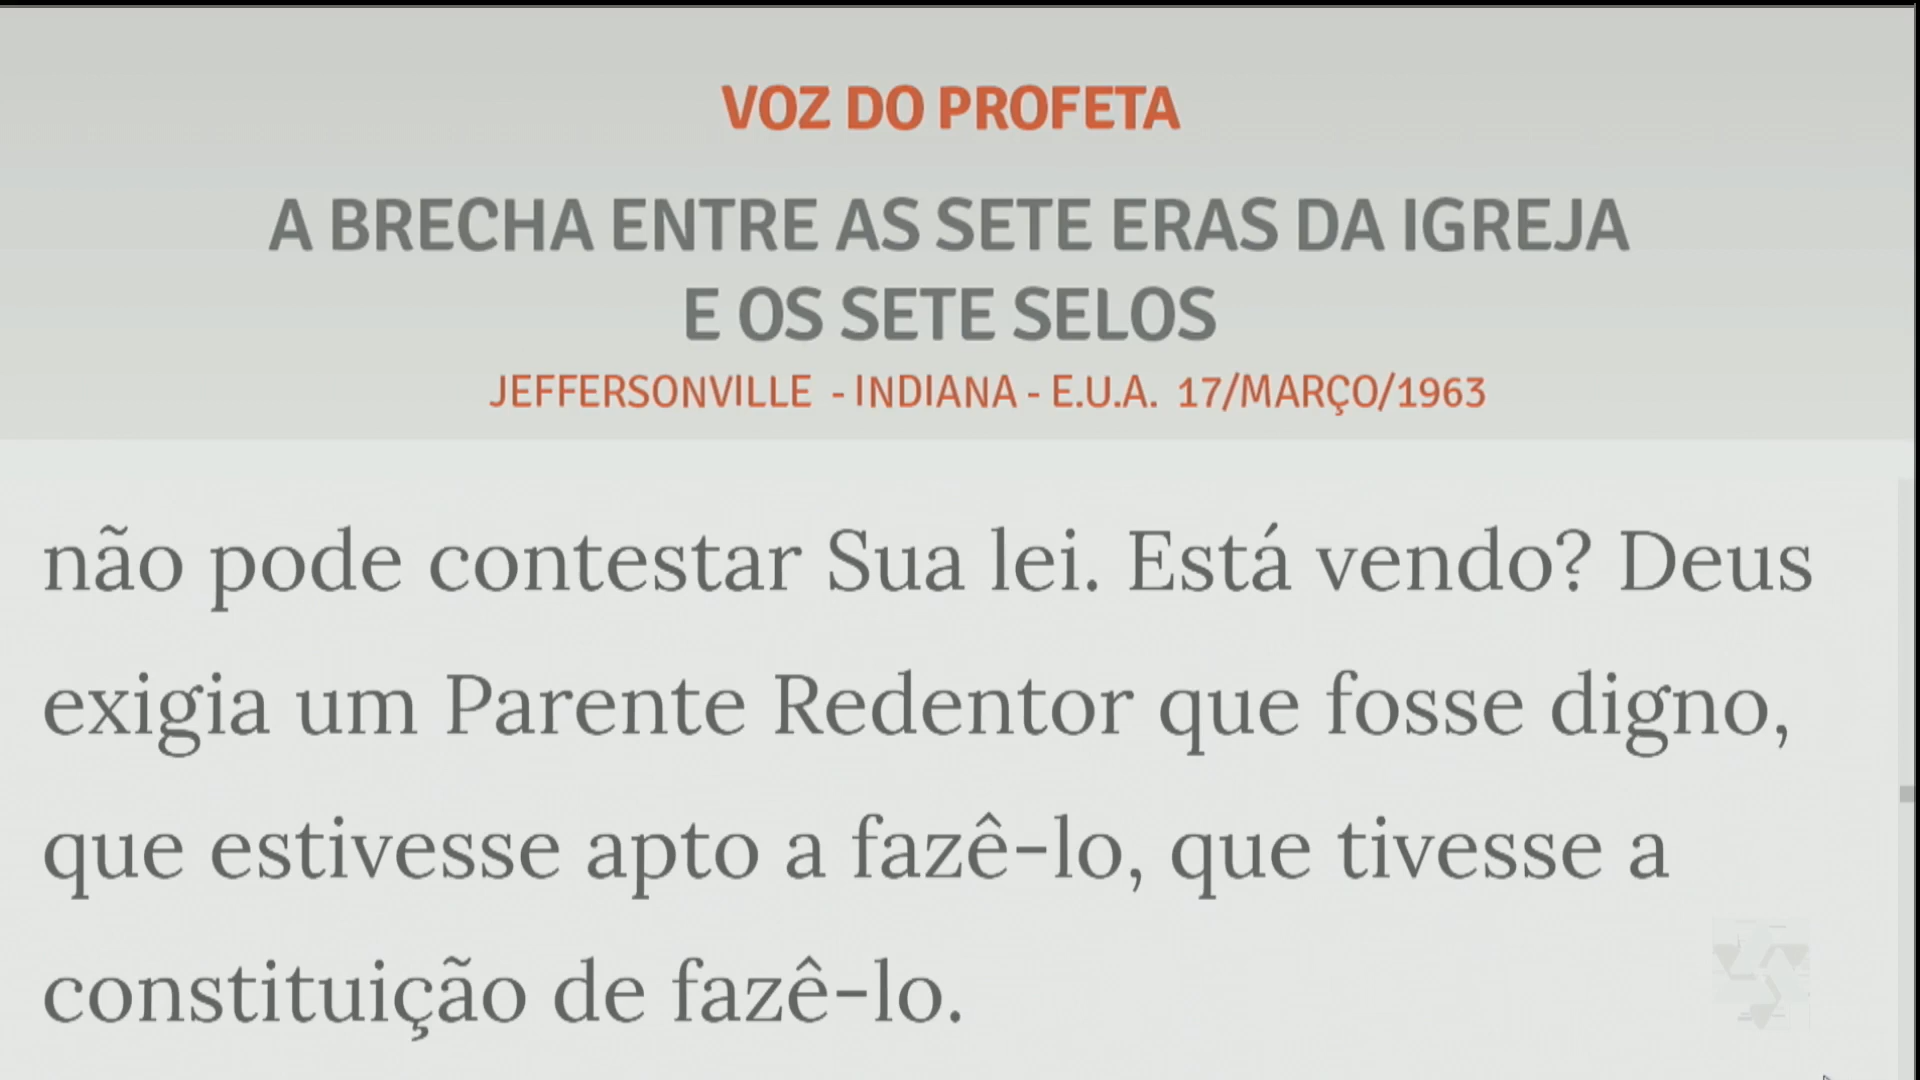 VOZ DO PROFETA
A BRECHA ENTRE AS SETE ERAS DA IGREJA
E OS SETE SELOS
JEFFERSONVILLE - INDIANA - E.U.A. 17/MARÇO/1963
não pode contestar Sua lei. Está vendo? Deus
exigia um Parente Redentor que fosse digno,
que estivesse apto a fazê-lo, que tivesse a
constituição de fazê-lo.